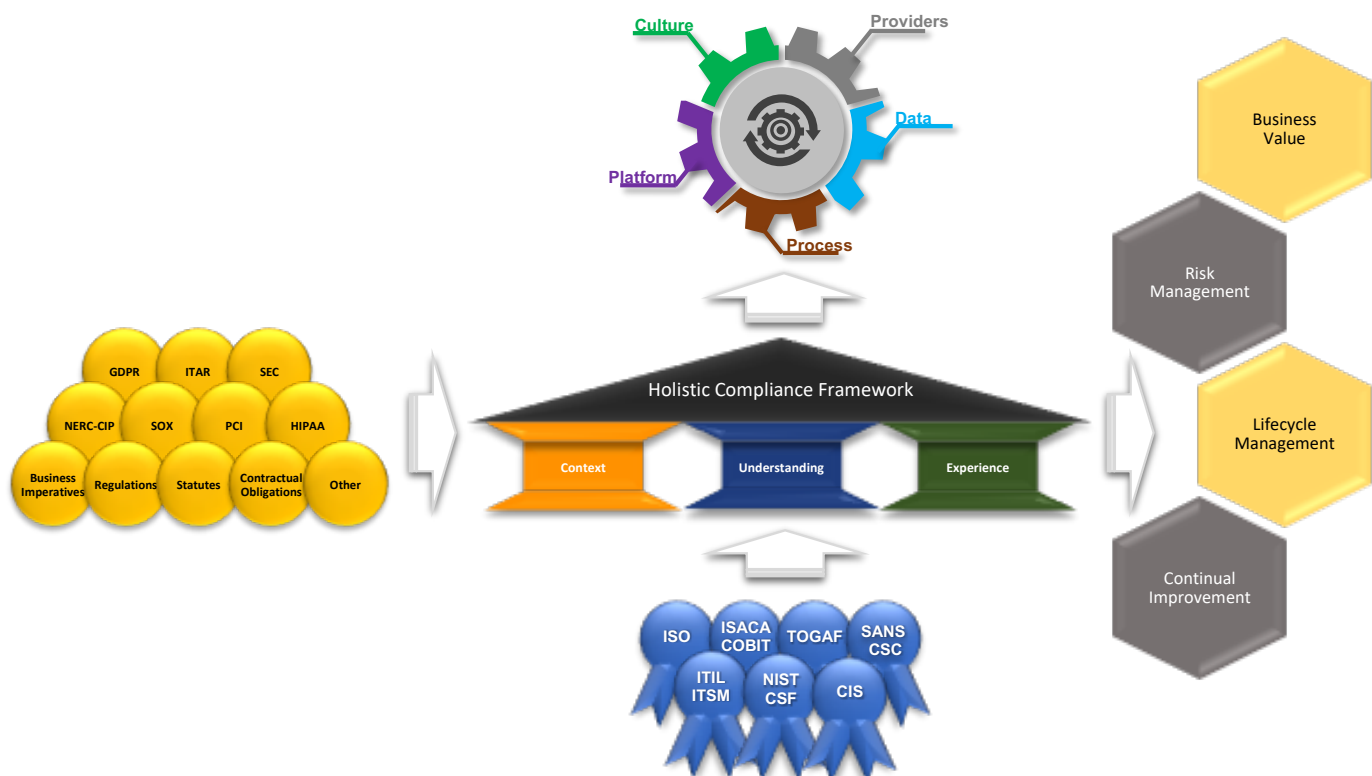 Culture
Providers
Data
Platform
Process
Business
Value
Risk
Management
Lifecycle
Management
Continual
Improvement
GDPR
ITAR
SEC
NERC-CIP
SOX
PCI
HIPAA
Business
Imperatives
Regulations
Statutes
Contractual
Obligations
Other
Holistic Compliance Framework
Context
Understanding
Experience
ISO
ISACA
COBIT
TOGAF
SANS
CSC
ITIL
ITSM
NIST
CSF
CIS